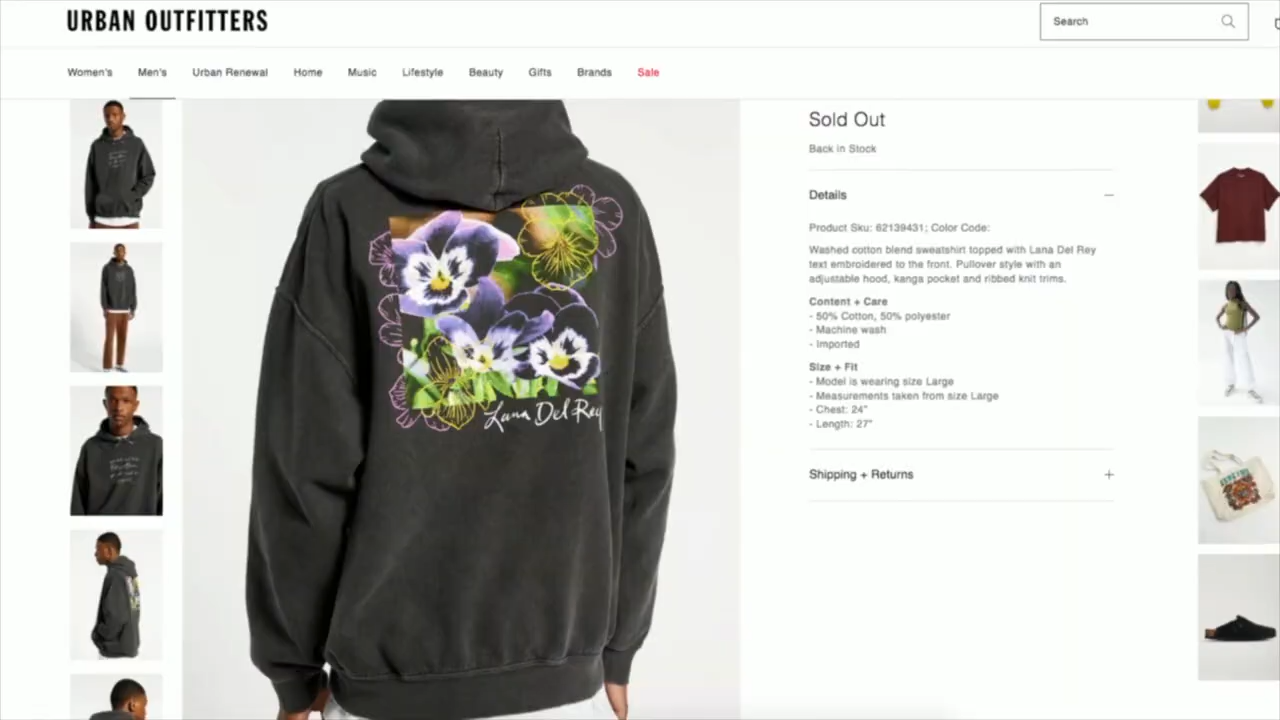 URBAN OUTFITTERS
Search
Women's Men's Urban Renewal Home Music Lifestyle Beauty Gifts Brands Sale
Sold Out
Back in Stock
Details
Product Sku: 62139431; Color Code:
Washed cotton blend sweatshirt topped with Lana Del Rey
text embroidered to the front. Pullover style with an
adjustable hood, kanga pocket and ribbed knit trims.
Content + Care
- 50% Cotton, 50% polyester
- Machine wash
- Imported
Size + Fit
- Model is wearing size Large
- Measurements taken from size Large
- Chest: 24"
- Length: 27"
Shipping + Returns
Lana Del Rey